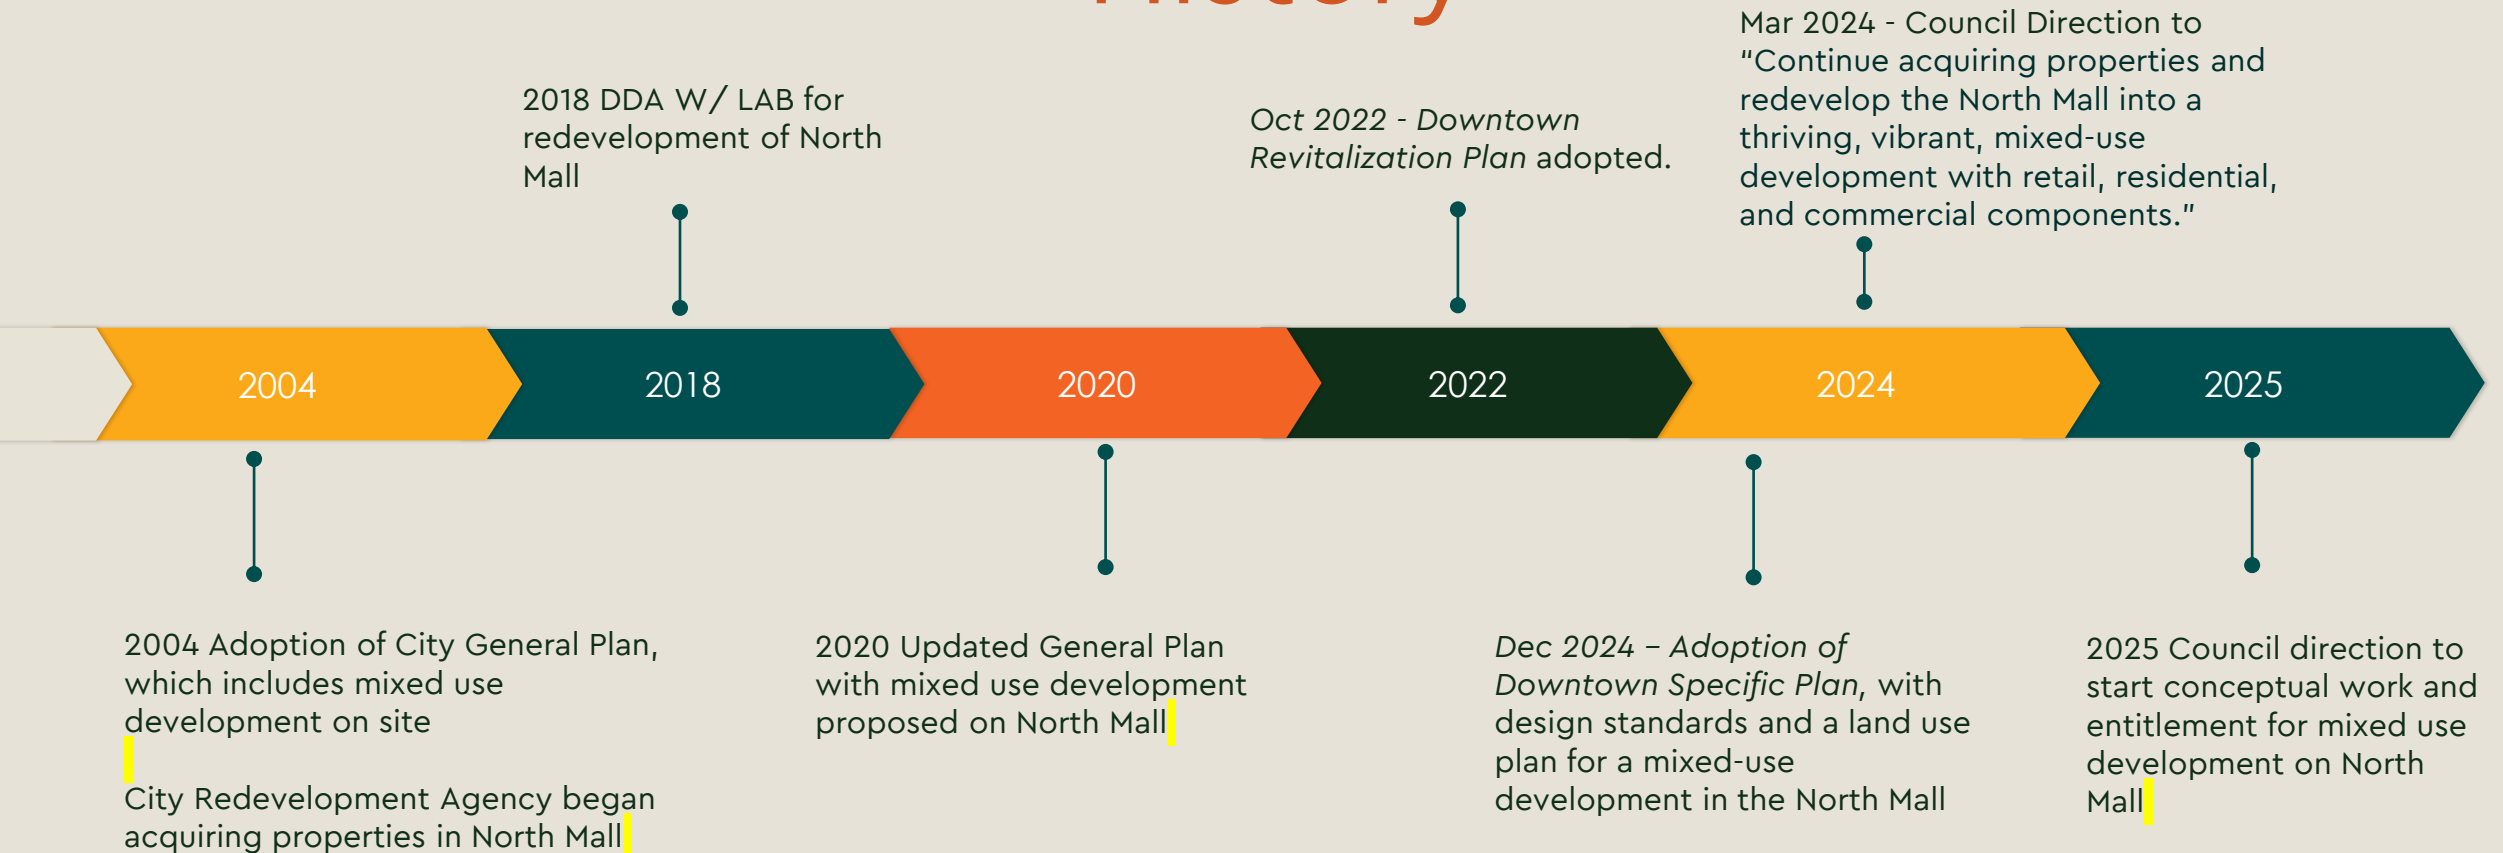 History
Mar 2024 - Council Direction to
“Continue acquiring properties and
redevelop the North Mall into a
thriving, vibrant, mixed-use
development with retail, residential,
and commercial components.”
2018 DDA W/ LAB for
redevelopment of North
Mall
Oct 2022 - Downtown
Revitalization Plan adopted.
2004
2018
2020
2022
2024
2025
2004 Adoption of City General Plan,
which includes mixed use
development on site
City Redevelopment Agency began
acquiring properties in North Mall
2020 Updated General Plan
with mixed use development
proposed on North Mall
Dec 2024 – Adoption of
Downtown Specific Plan, with
design standards and a land use
plan for a mixed-use
development in the North Mall
2025 Council direction to
start conceptual work and
entitlement for mixed use
development on North
Mall